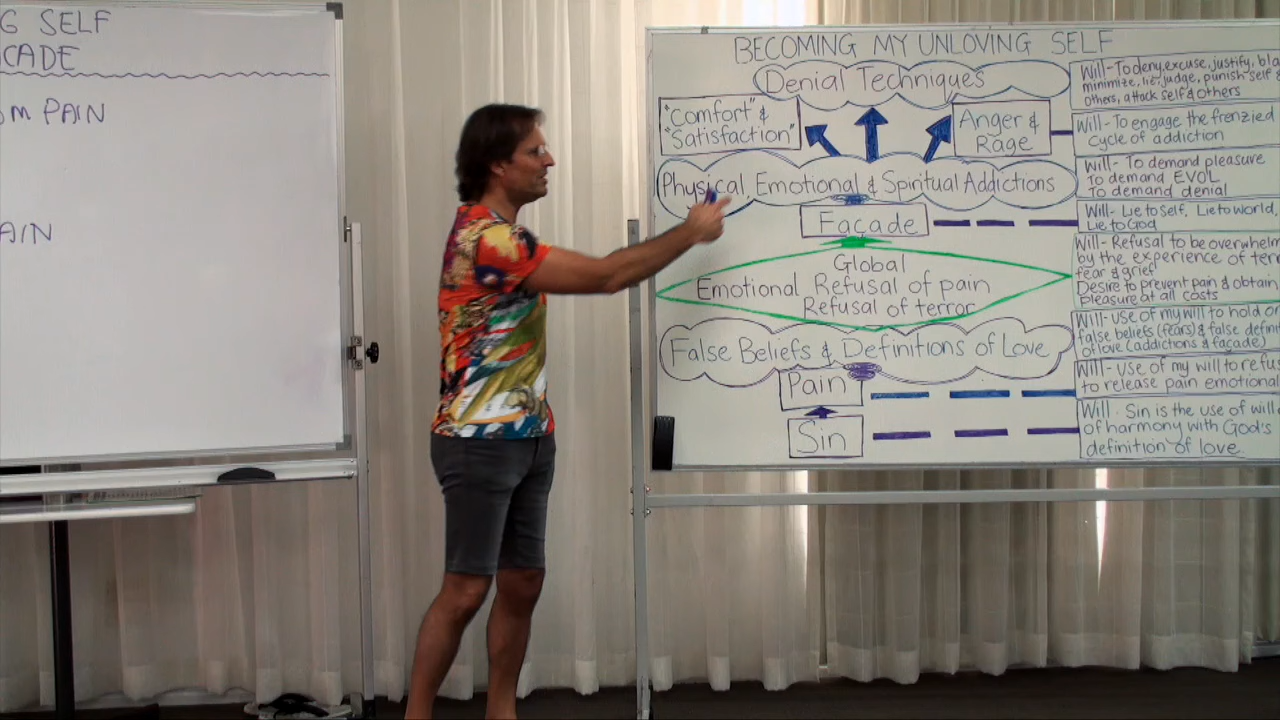 G SELF
CADE
OM PAIN
AIN
BECOMING MY UNLOVING SELF
Denial Techniques
"Comfort" &
"Satisfaction"
Anger &
Rage
Physical, Emotional & Spiritual Addictions
Façade
Global
Emotional Refusal of pain
Refusal of terror
False Beliefs & Definitions of Love
Pain
Sin
Will - To deny, excuse, justify, bla
minimize, lie, judge, punish self &
others, attack self & others
Will - To engage the frenzied
cycle of addiction
Will - To demand pleasure
To demand EVOL
To demand denial
Will - Lie to self, Lie to world,
Lie to God
Will - Refusal to be overwhelm
by the experience of terr
fear & grief
Desire to prevent pain & obtain
pleasure at all costs
Will - use of my will to hold on
false beliefs (fears) & false defini
of love (addictions & façade)
Will - use of my will to refus
to release pain emotional
Will - Sin is the use of will
of harmony with God's
definition of love.